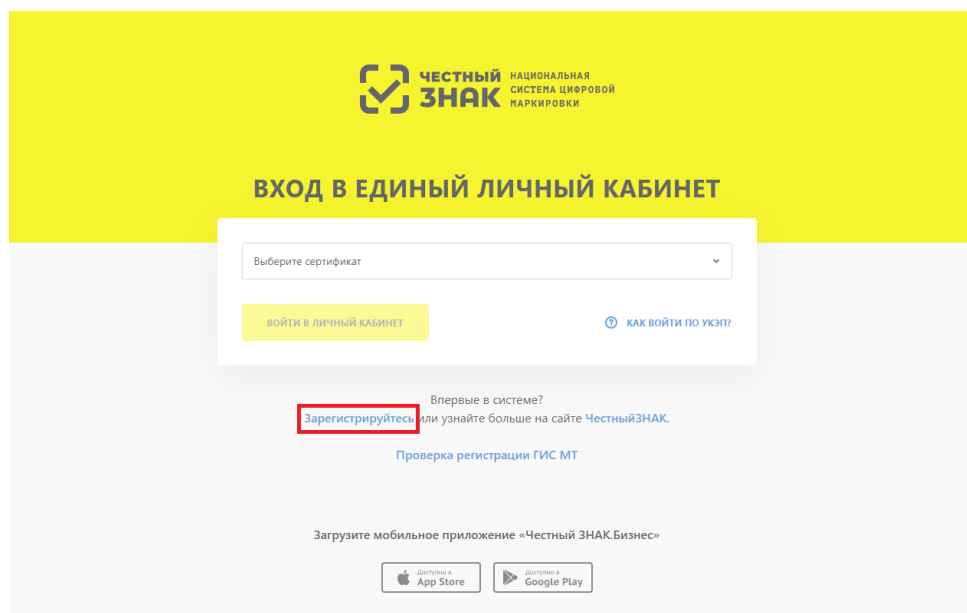 ЧЕСТНЫЙ
ЗНАК
НАЦИОНАЛЬНАЯ
СИСТЕМА ЦИФРОВОЙ
МАРКИРОВКИ
ВХОД В ЕДИНЫЙ ЛИЧНЫЙ КАБИНЕТ
Выберите сертификат
ВОЙТИ В ЛИЧНЫЙ КАБИНЕТ
? КАК ВОЙТИ ПО УКЭП?
Впервые в системе?
Зарегистрируйтесь или узнайте больше на сайте ЧестныйЗНАК.
Проверка регистрации ГИС МТ
Загрузите мобильное приложение «Честный ЗНАК.Бизнес»
Доступно в
App Store
Доступно в
Google Play